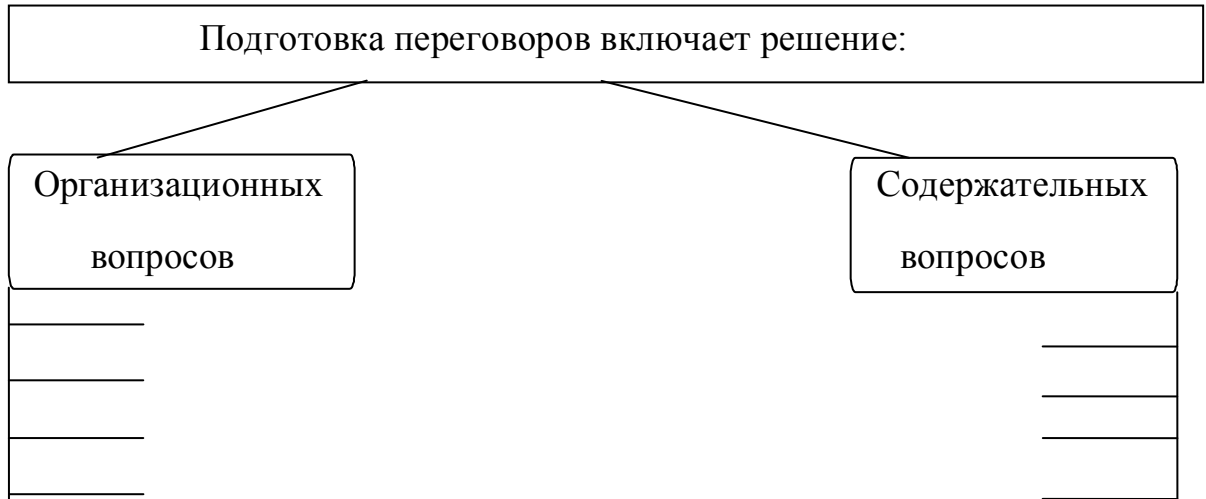 Подготовка переговоров включает решение:
Организационных
вопросов
Содержательных
вопросов